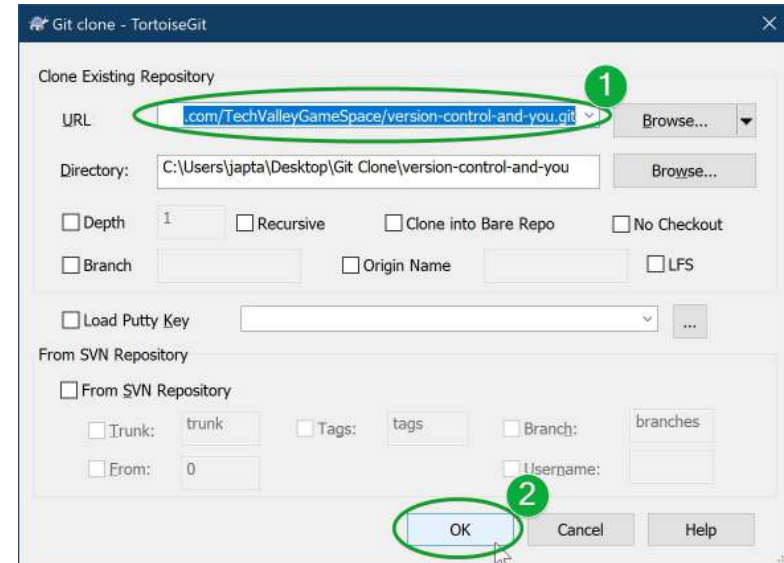 Git clone - TortoiseGit
Clone Existing Repository
1
URL .com/TechValleyGameSpace/version-control-and-you.git Browse...
Directory: C:\Users\japta\Desktop\Git Clone\version-control-and-you Browse...
Depth 1 Recursive Clone into Bare Repo No Checkout
Branch Origin Name LFS
Load Putty Key ...
From SVN Repository
From SVN Repository
Trunk: trunk Tags: tags Branch: branches
From: 0 Username:
2
OK Cancel Help